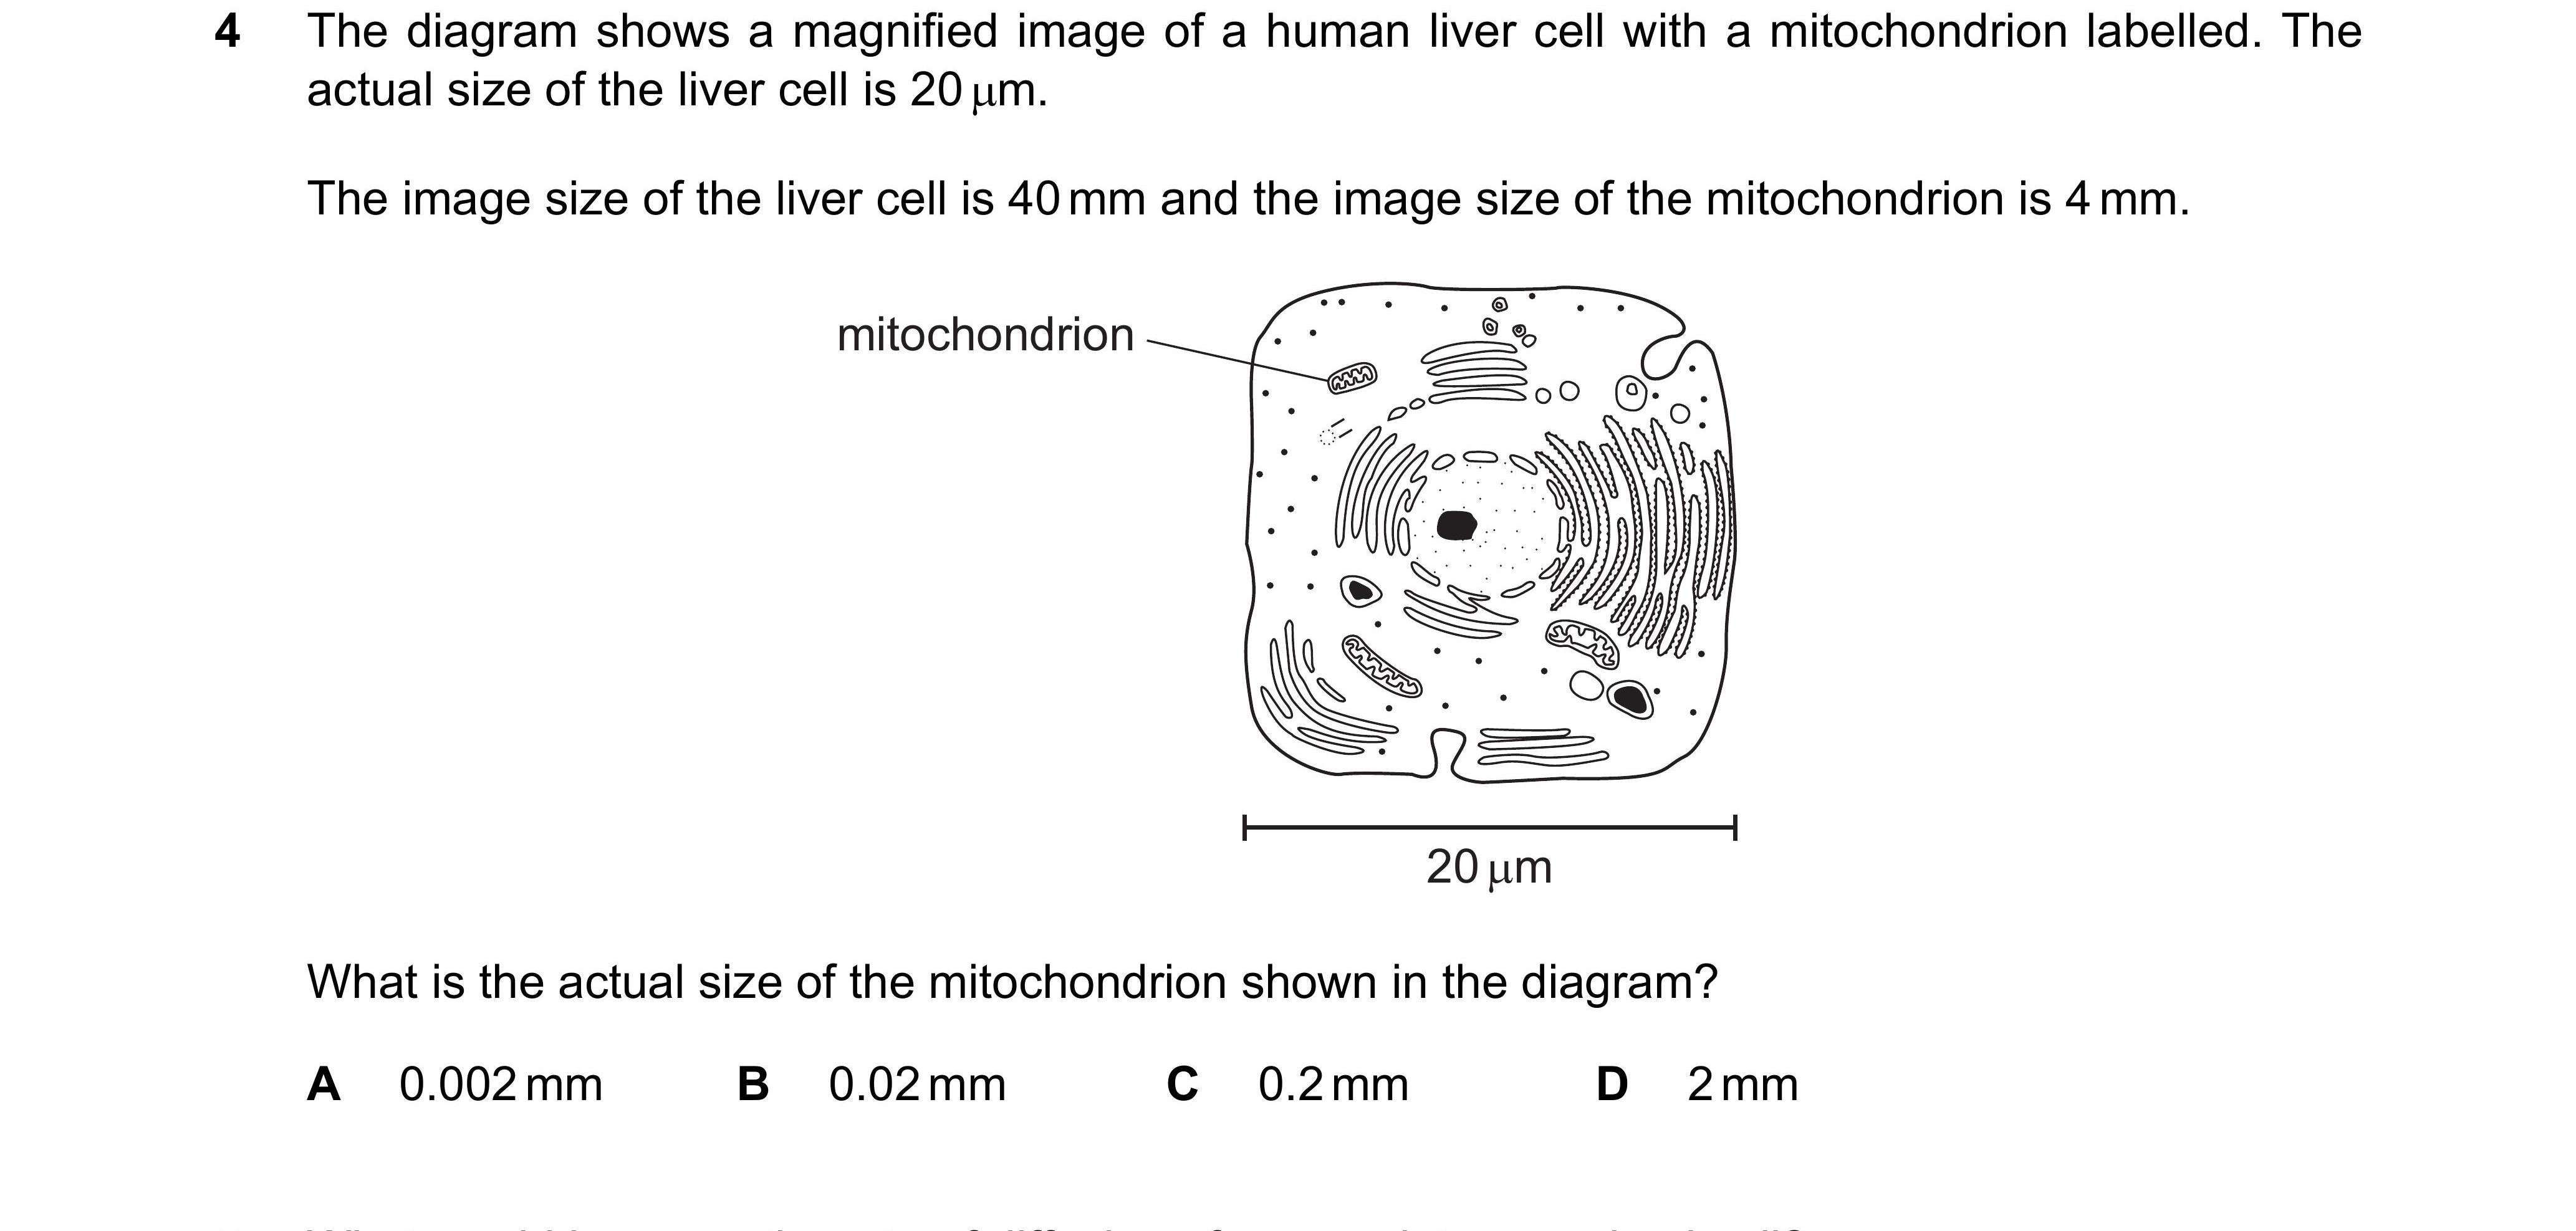 4 The diagram shows a magnified image of a human liver cell with a mitochondrion labelled. The
actual size of the liver cell is 20 μm.
The image size of the liver cell is 40 mm and the image size of the mitochondrion is 4 mm.
mitochondrion
20 μm
What is the actual size of the mitochondrion shown in the diagram?
A 0.002 mm B 0.02 mm C 0.2 mm D 2 mm